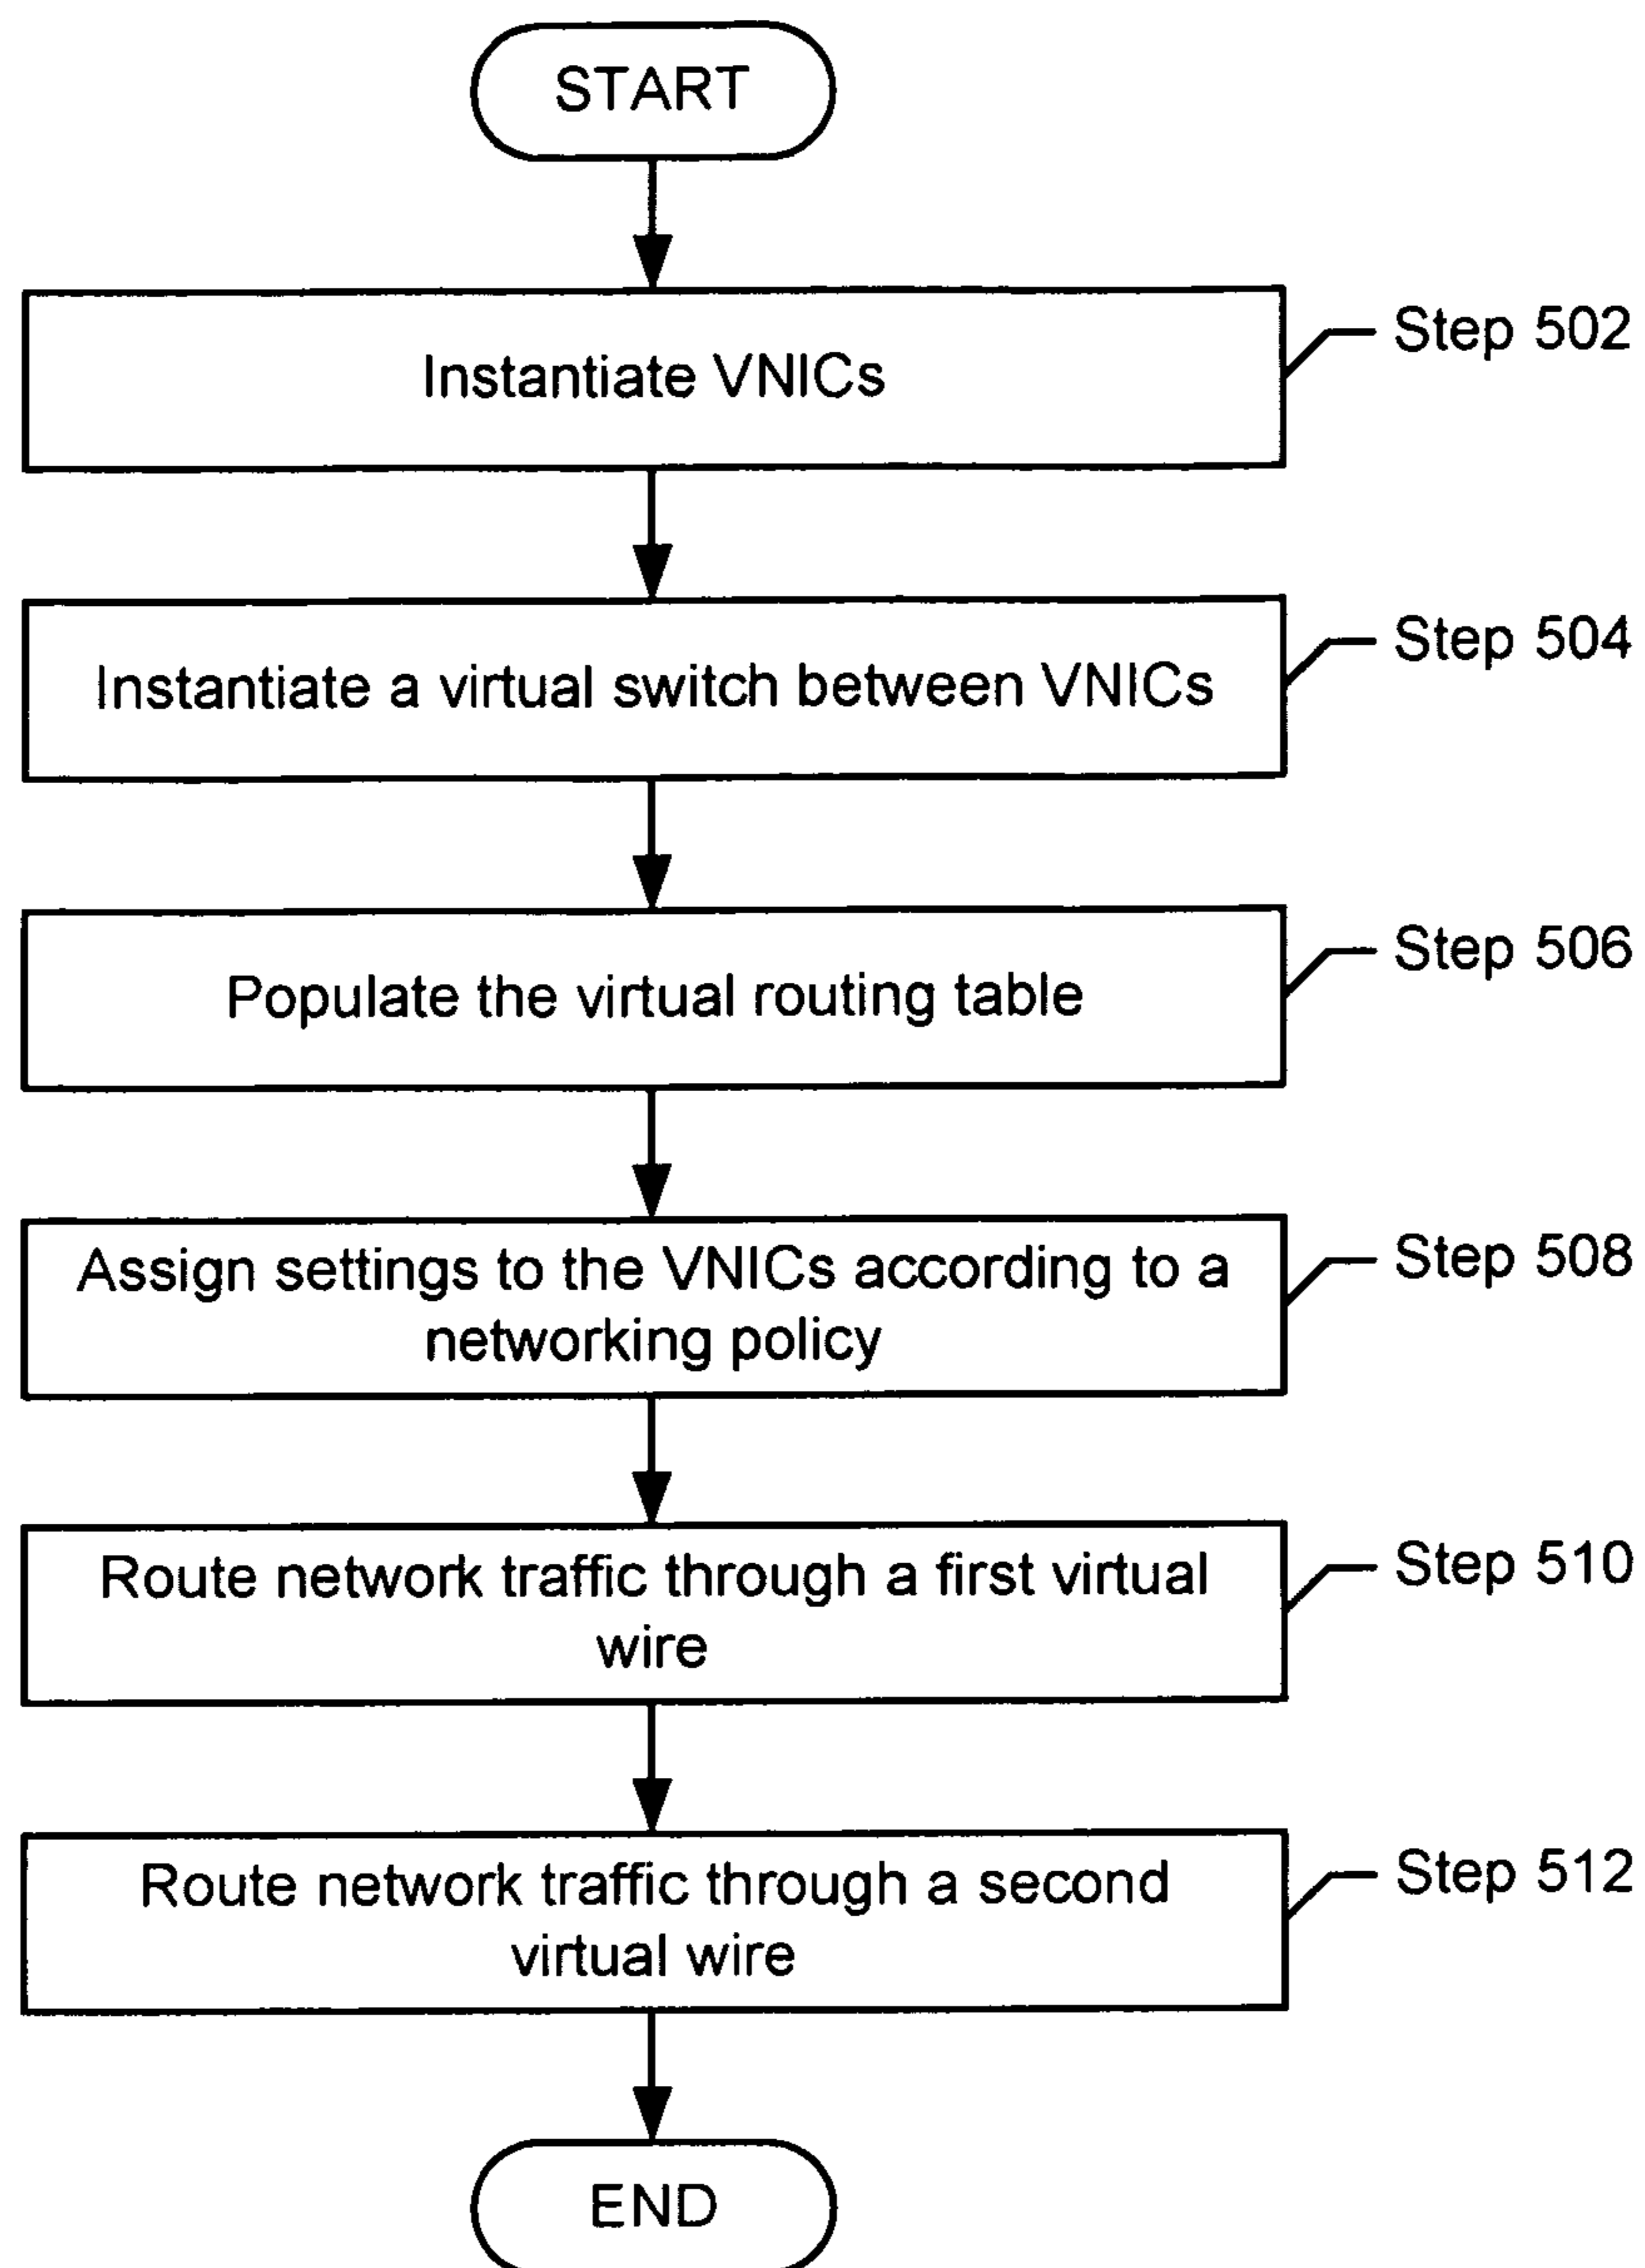 START
Instantiate VNICs
Step 502
Instantiate a virtual switch between VNICs
Step 504
Populate the virtual routing table
Step 506
Assign settings to the VNICs according to a
networking policy
Step 508
Route network traffic through a first virtual
wire
Step 510
Route network traffic through a second
virtual wire
Step 512
END